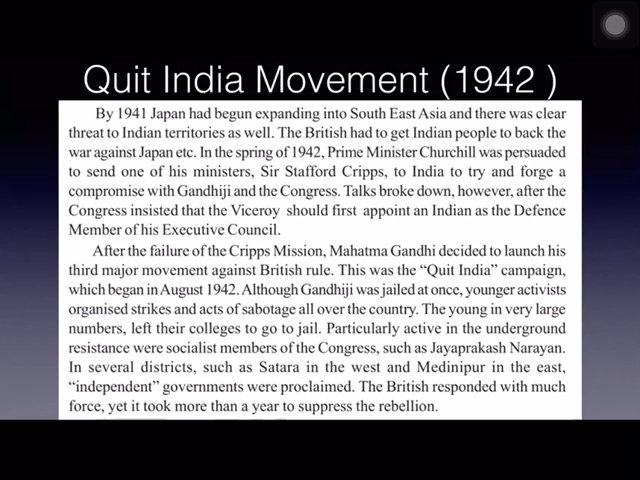 Quit India Movement (1942 )
By 1941 Japan had begun expanding into South East Asia and there was clear
threat to Indian territories as well. The British had to get Indian people to back the
war against Japan etc. In the spring of 1942, Prime Minister Churchill was persuaded
to send one of his ministers, Sir Stafford Cripps, to India to try and forge a
compromise with Gandhiji and the Congress. Talks broke down, however, after the
Congress insisted that the Viceroy should first appoint an Indian as the Defence
Member of his Executive Council.
After the failure of the Cripps Mission, Mahatma Gandhi decided to launch his
third major movement against British rule. This was the “Quit India” campaign,
which began in August 1942. Although Gandhiji was jailed at once, younger activists
organised strikes and acts of sabotage all over the country. The young in very large
numbers, left their colleges to go to jail. Particularly active in the underground
resistance were socialist members of the Congress, such as Jayaprakash Narayan.
In several districts, such as Satara in the west and Medinipur in the east,
“independent” governments were proclaimed. The British responded with much
force, yet it took more than a year to suppress the rebellion.